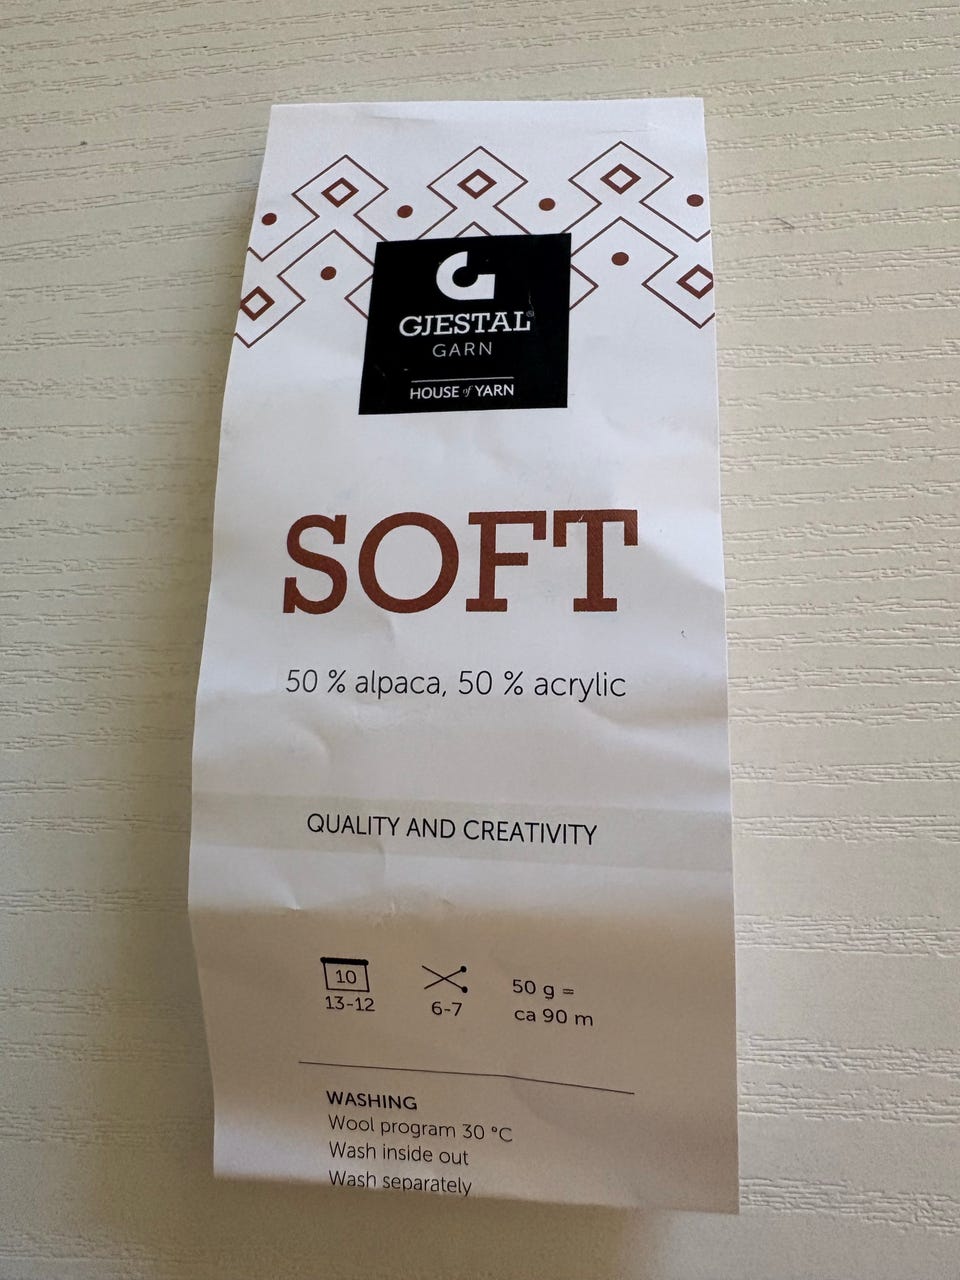 GJESTAL®
GARN
HOUSE of YARN
SOFT
50 % alpaca, 50 % acrylic
QUALITY AND CREATIVITY
10
13-12
6-7
50 g =
ca 90 m
WASHING
Wool program 30 °C
Wash inside out
Wash separately